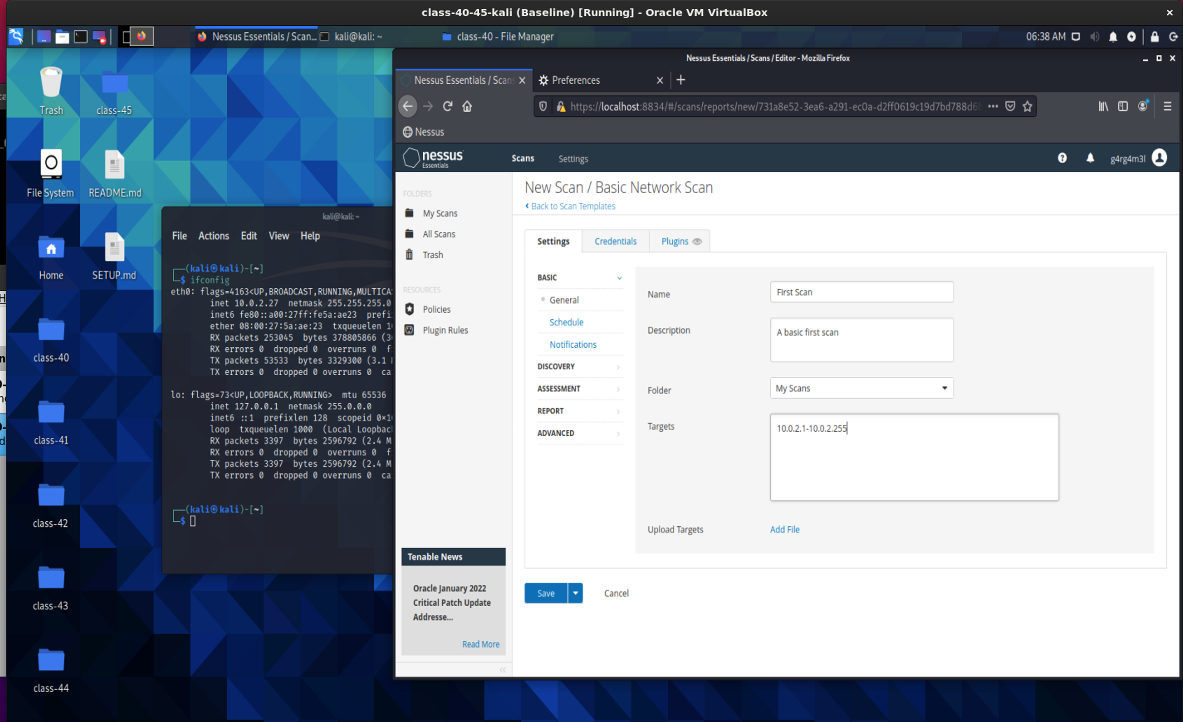 class-40-45-kali (Baseline) [Running] - Oracle VM VirtualBox
Nessus Essentials / Scan...
kali@kali: ~
class-40 - File Manager
06:38 AM
Trash
class-45
File System
README.md
Home
SETUP.md
class-40
class-41
class-42
class-43
class-44
kali@kali: ~
File Actions Edit View Help
(kali㉿kali)-[~]
$ ifconfig
eth0: flags=4163<UP,BROADCAST,RUNNING,MULTICA
inet 10.0.2.27 netmask 255.255.255.0
inet6 fe80::a00:27ff:fe5a:ae23 prefix
ether 08:00:27:5a:ae:23 txqueuelen 1
RX packets 253045 bytes 378805866 (3
RX errors 0 dropped 0 overruns 0 f
TX packets 53533 bytes 3329300 (3.1
TX errors 0 dropped 0 overruns 0 ca
lo: flags=73<UP,LOOPBACK,RUNNING> mtu 65536
inet 127.0.0.1 netmask 255.0.0.0
inet6 ::1 prefixlen 128 scopeid 0×1
loop txqueuelen 1000 (Local Loopbac
RX packets 3397 bytes 2596792 (2.4 M
RX errors 0 dropped 0 overruns 0 f
TX packets 3397 bytes 2596792 (2.4 M
TX errors 0 dropped 0 overruns 0 ca
(kali㉿kali)-[~]
$
Nessus Essentials / Scans / Editor - Mozilla Firefox
Nessus Essentials / Scans
Preferences
https://localhost:8834/#/scans/reports/new/731a8e52-3ea6-a291-ec0a-d2ff0619c19d7bd788d6
Nessus
nessus Essentials
Scans
Settings
g4rg4m3l
FOLDERS
My Scans
All Scans
Trash
RESOURCES
Policies
Plugin Rules
Tenable News
Oracle January 2022
Critical Patch Update
Addresse...
Read More
New Scan / Basic Network Scan
Back to Scan Templates
Settings
Credentials
Plugins
BASIC
General
Schedule
Notifications
DISCOVERY
ASSESSMENT
REPORT
ADVANCED
Name
First Scan
Description
A basic first scan
Folder
My Scans
Targets
10.0.2.1-10.0.2.255
Upload Targets
Add File
Save
Cancel